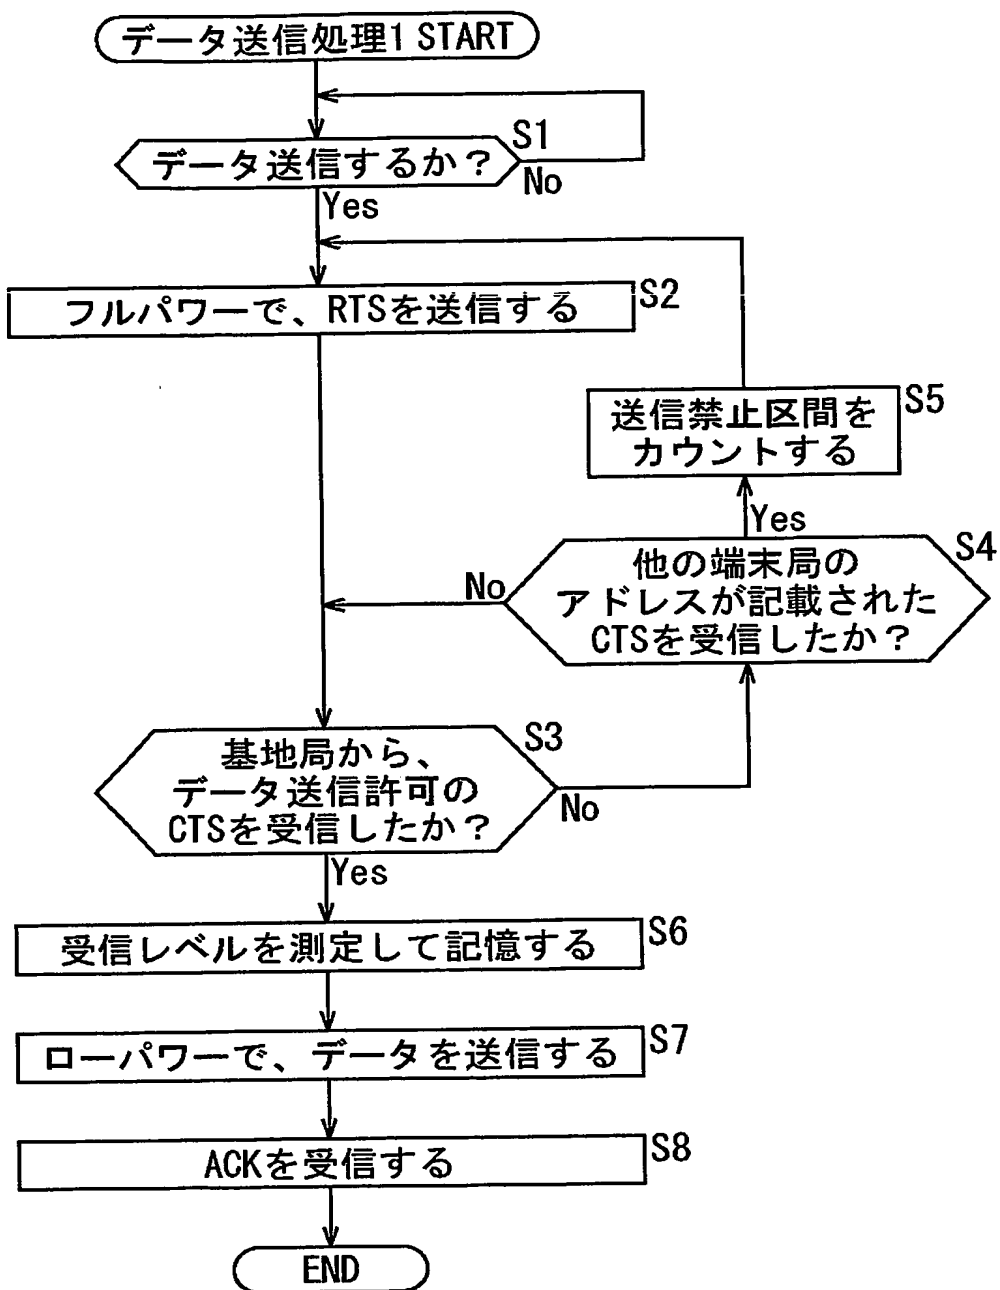 データ送信処理1 START
データ送信するか？
S1
No
Yes
フルパワーで、RTSを送信する
S2
送信禁止区間を
カウントする
S5
Yes
他の端末局の
アドレスが記載された
CTSを受信したか？
S4
No
基地局から、
データ送信許可の
CTSを受信したか？
S3
No
Yes
受信レベルを測定して記憶する
S6
ローパワーで、データを送信する
S7
ACKを受信する
S8
END